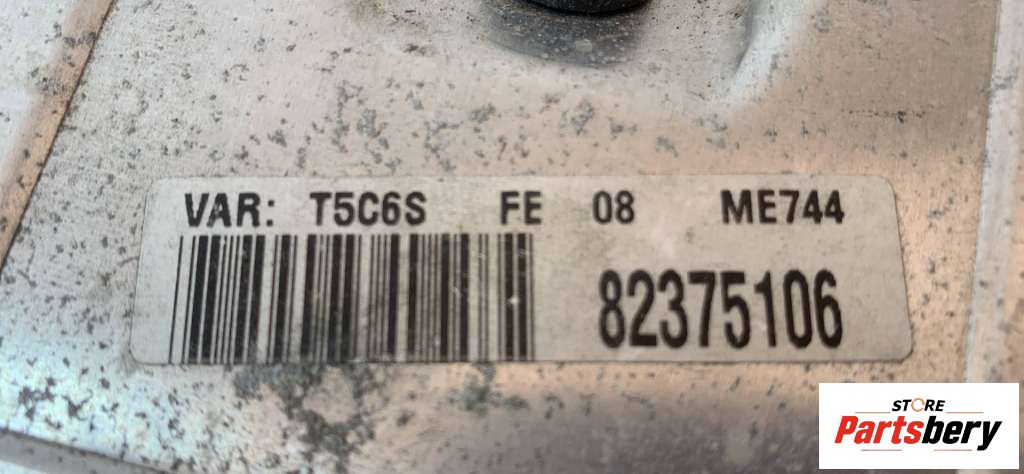 VAR: T5C6S FE 08 ME744
82375106
STORE
Partsbery